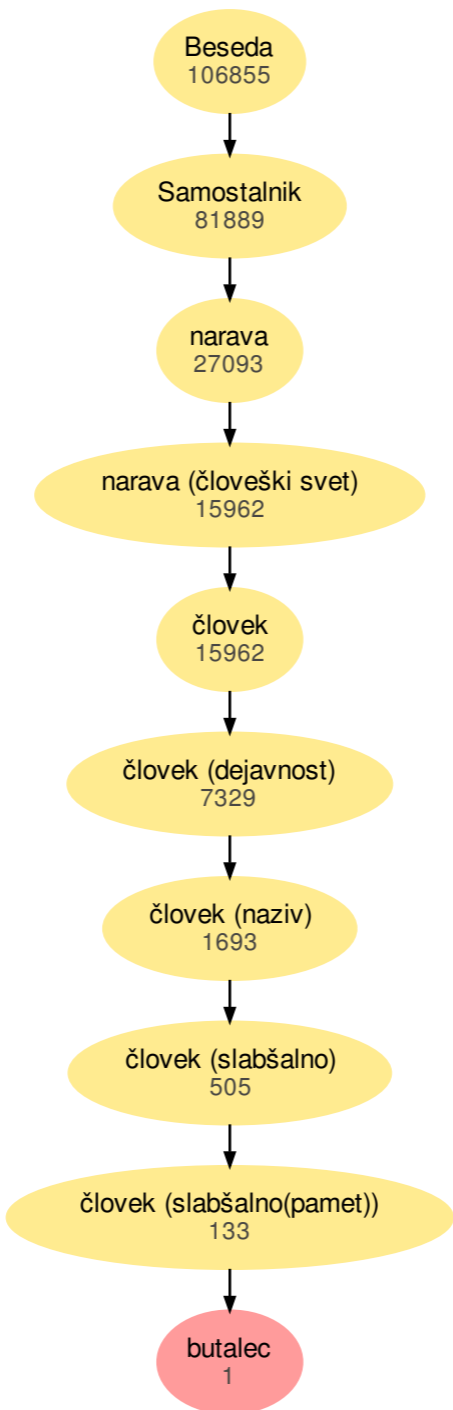 Beseda
106855
Samostalnik
81889
narava
27093
narava (človeški svet)
15962
človek
15962
človek (dejavnost)
7329
človek (naziv)
1693
človek (slabšalno)
505
človek (slabšalno(pamet))
133
butalec
1